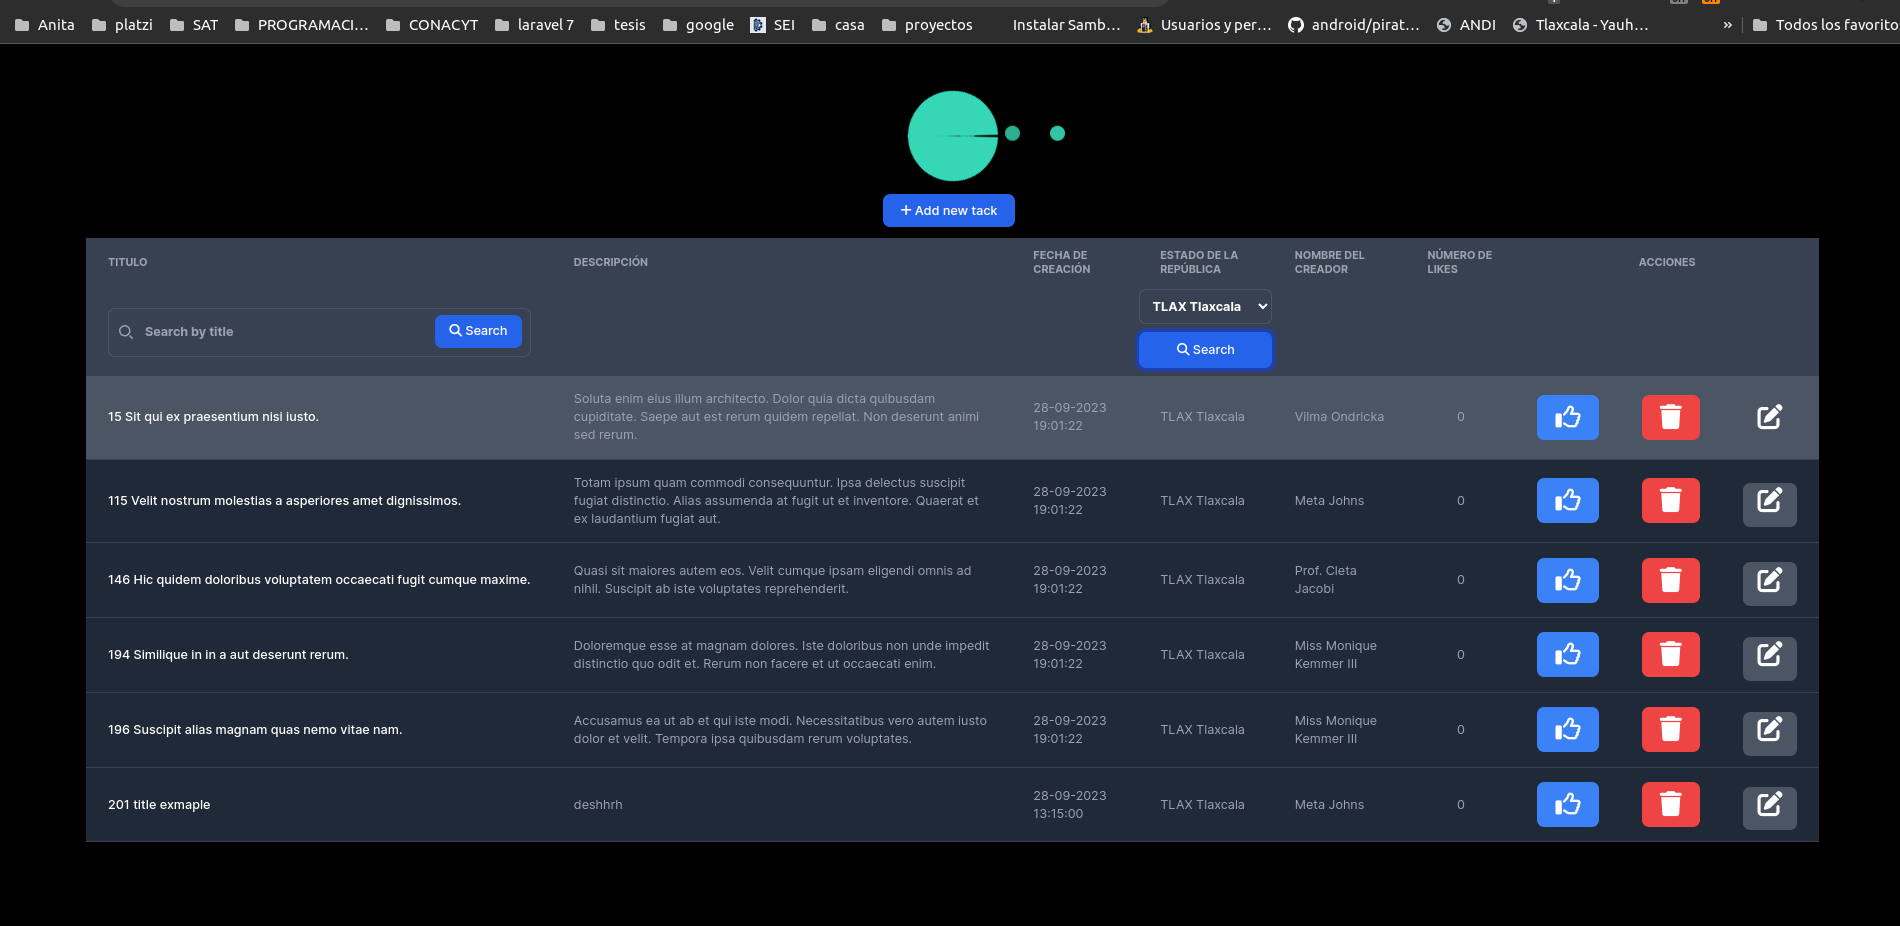 Anita platzi SAT PROGRAMACI... CONACYT laravel 7 tesis google SEI casa proyectos Instalar Samb... Usuarios y per... android/pirat... ANDI Tlaxcala - Yauh... » Todos los favorito
+ Add new tack
TITULO DESCRIPCIÓN FECHA DE CREACIÓN ESTADO DE LA REPÚBLICA NOMBRE DEL CREADOR NÚMERO DE LIKES ACCIONES
TLAX Tlaxcala
Search by title Search
Search
15 Sit qui ex praesentium nisi iusto.
Soluta enim eius illum architecto. Dolor quia dicta quibusdam
cupiditate. Saepe aut est rerum quidem repellat. Non deserunt animi
sed rerum.
28-09-2023
19:01:22
TLAX Tlaxcala
Vilma Ondricka
0
115 Velit nostrum molestias a asperiores amet dignissimos.
Totam ipsum quam commodi consequuntur. Ipsa delectus suscipit
fugiat distinctio. Alias assumenda at fugit ut et inventore. Quaerat et
ex laudantium fugiat aut.
28-09-2023
19:01:22
TLAX Tlaxcala
Meta Johns
0
146 Hic quidem doloribus voluptatem occaecati fugit cumque maxime.
Quasi sit maiores autem eos. Velit cumque ipsam eligendi omnis ad
nihil. Suscipit ab iste voluptates reprehenderit.
28-09-2023
19:01:22
TLAX Tlaxcala
Prof. Cleta
Jacobi
0
194 Similique in in a aut deserunt rerum.
Doloremque esse at magnam dolores. Iste doloribus non unde impedit
distinctio quo odit et. Rerum non facere et ut occaecati enim.
28-09-2023
19:01:22
TLAX Tlaxcala
Miss Monique
Kemmer III
0
196 Suscipit alias magnam quas nemo vitae nam.
Accusamus ea ut ab et qui iste modi. Necessitatibus vero autem iusto
dolor et velit. Tempora ipsa quibusdam rerum voluptates.
28-09-2023
19:01:22
TLAX Tlaxcala
Miss Monique
Kemmer III
0
201 title exmaple
deshhrh
28-09-2023
13:15:00
TLAX Tlaxcala
Meta Johns
0